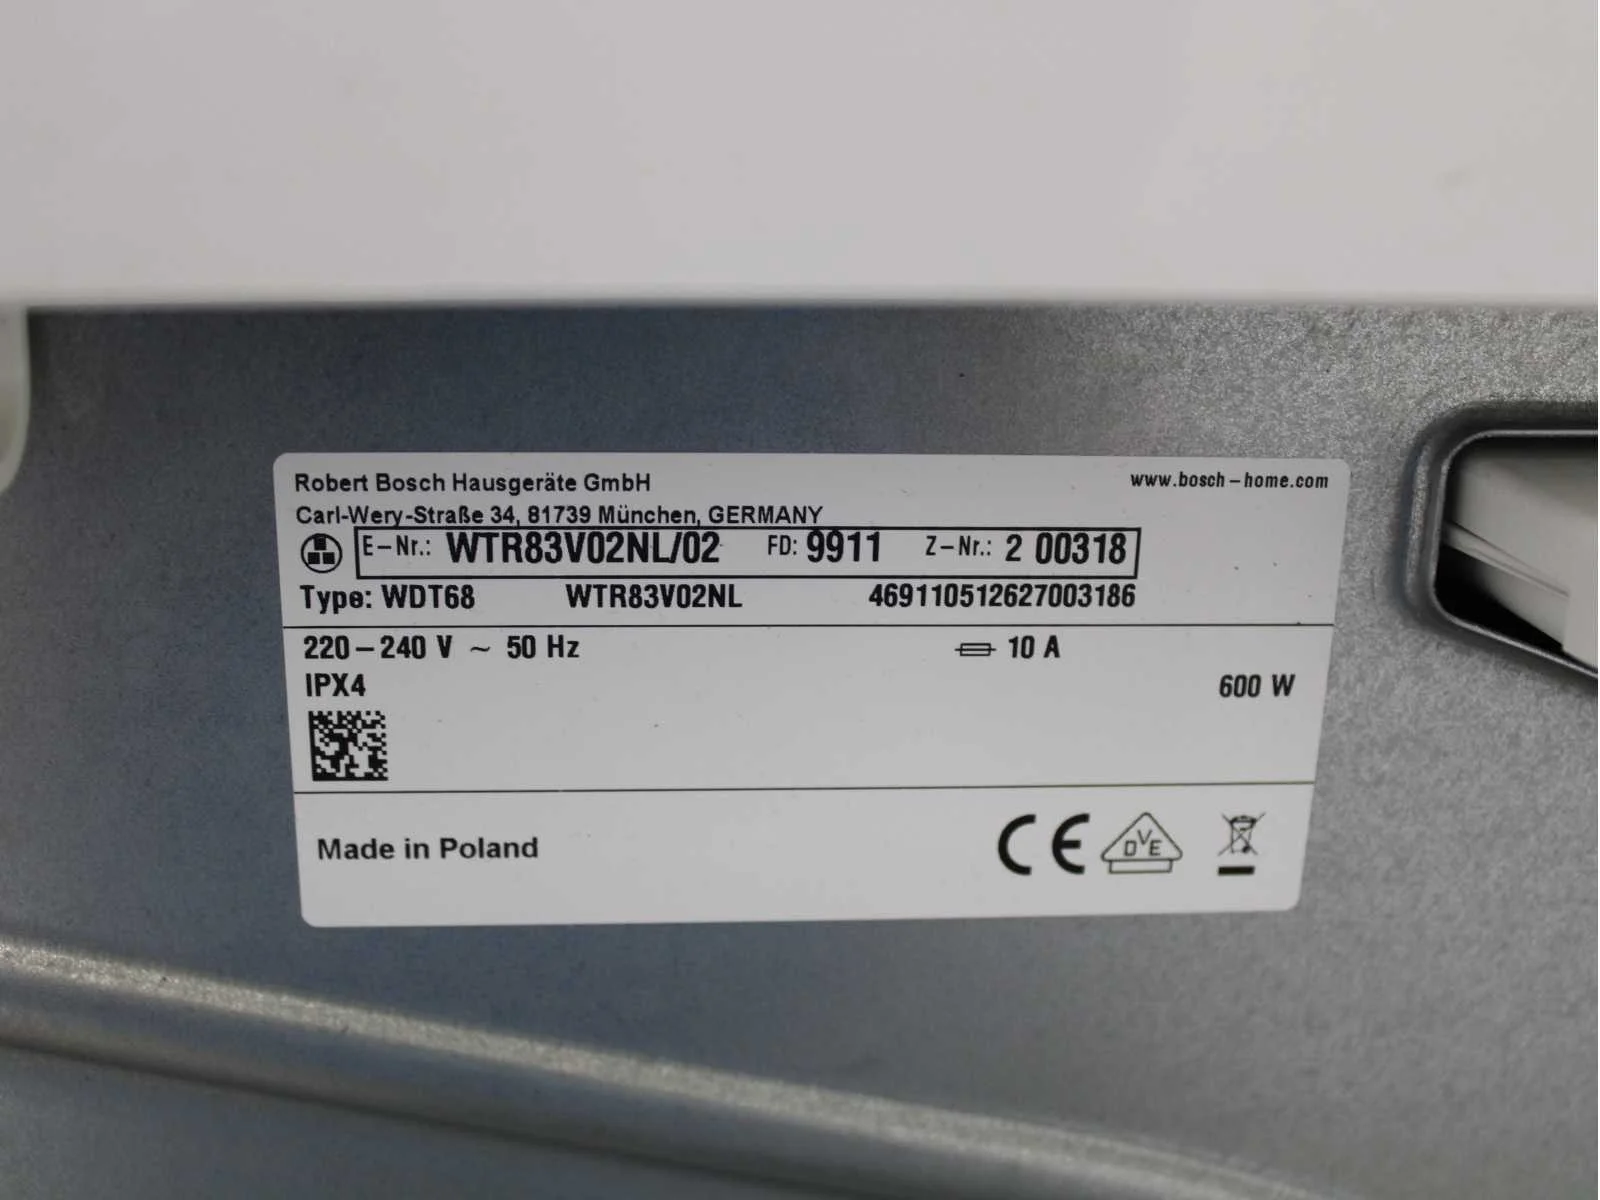 Robert Bosch Hausgeräte GmbH www.bosch-home.com
Carl-Wery-Straße 34, 81739 München, GERMANY
E-Nr.: WTR83V02NL/02 FD: 9911 Z-Nr.: 2 00318
Type: WDT68 WTR83V02NL 469110512627003186
220-240 V ~ 50 Hz 10 A
IPX4 600 W
Made in Poland CE DVE